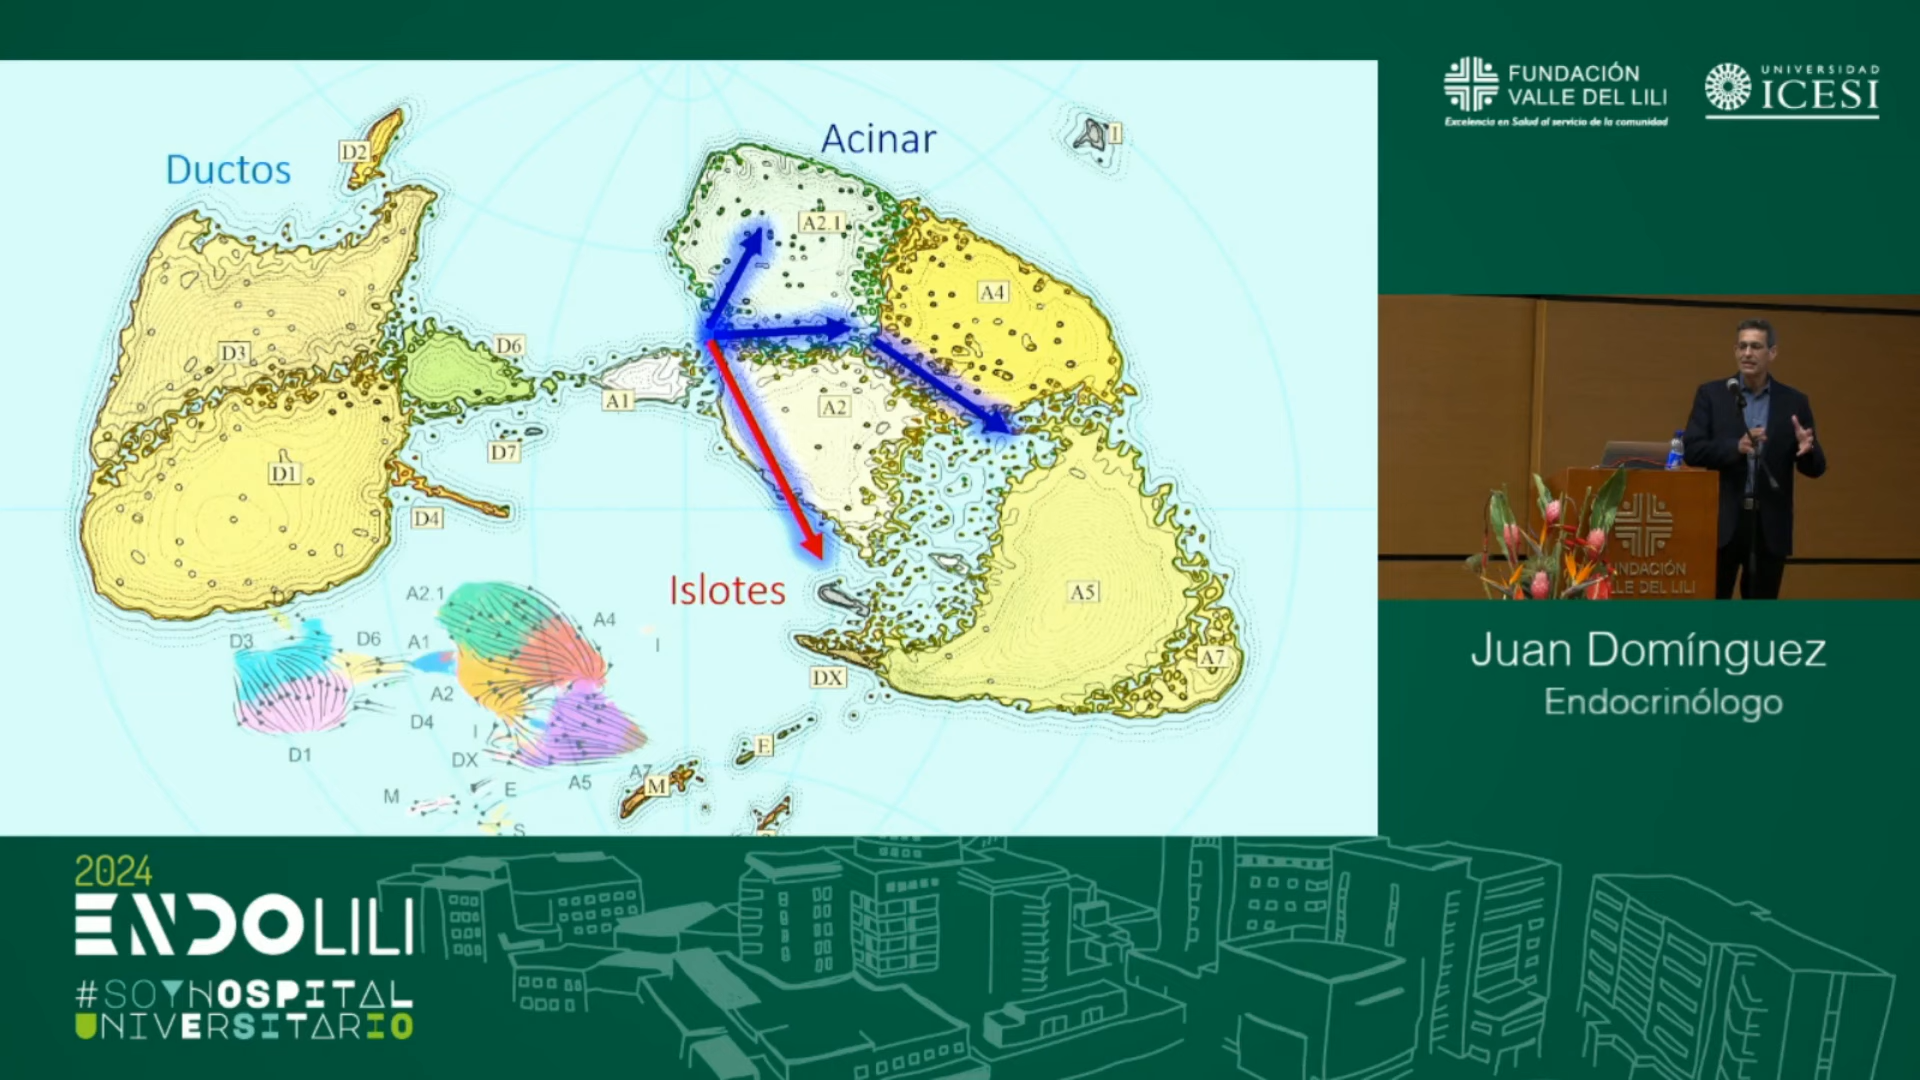 Ductos
Acinar
Islotes
D2
I
A2.1
A4
D3
D6
A1
A2
D7
D1
D4
A5
A7
DX
E
M
A2.1
A4
D3
D6
A1
I
A2
D4
I
DX
D1
A5
A7
M
E
S
FUNDACIÓN
VALLE DEL LILI
Excelencia en Salud al servicio de la comunidad
UNIVERSIDAD
ICESI
Juan Domínguez
Endocrinólogo
2024
ENDOLILI
#SOYHOSPITAL
UNIVERSITARIO